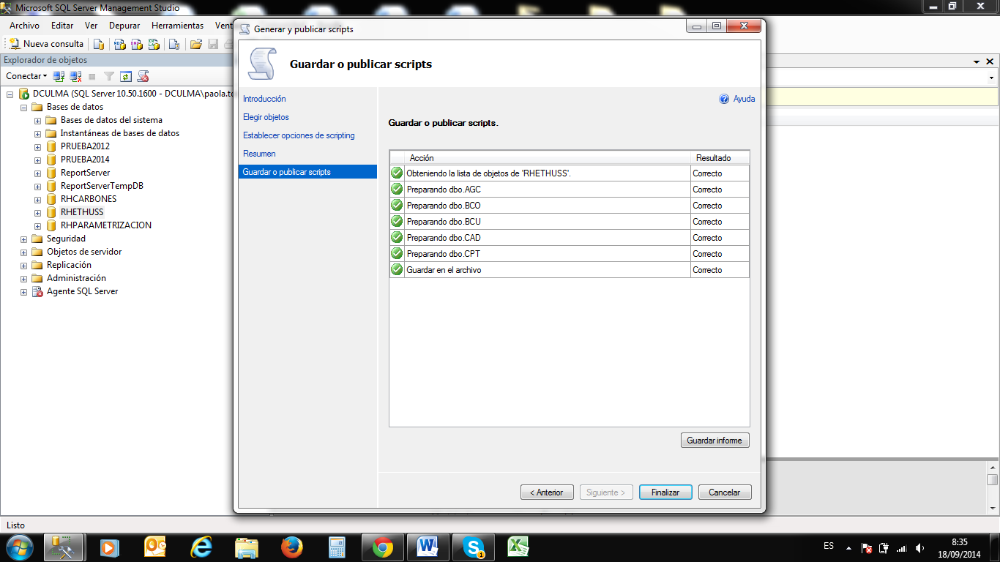 Microsoft SQL Server Management Studio
Archivo Editar Ver Depurar Herramientas
Nueva consulta
Explorador de objetos
Conectar
DCULMA (SQL Server 10.50.1600 - DCULMA\paola.
Bases de datos
Bases de datos del sistema
Instantáneas de bases de datos
PRUEBA2012
PRUEBA2014
ReportServer
ReportServerTempDB
RHCARBONES
RHETHUSS
RHPARAMETRIZACION
Seguridad
Objetos de servidor
Replicación
Administración
Agente SQL Server
Generar y publicar scripts
Guardar o publicar scripts
Introducción
Elegir objetos
Establecer opciones de scripting
Resumen
Guardar o publicar scripts
Ayuda
Guardar o publicar scripts.
Acción Resultado
Obteniendo la lista de objetos de 'RHETHUSS'. Correcto
Preparando dbo.AGC Correcto
Preparando dbo.BCO Correcto
Preparando dbo.BCU Correcto
Preparando dbo.CAD Correcto
Preparando dbo.CPT Correcto
Guardar en el archivo Correcto
Guardar informe
< Anterior Siguiente > Finalizar Cancelar
Listo
ES 8:35
18/09/2014